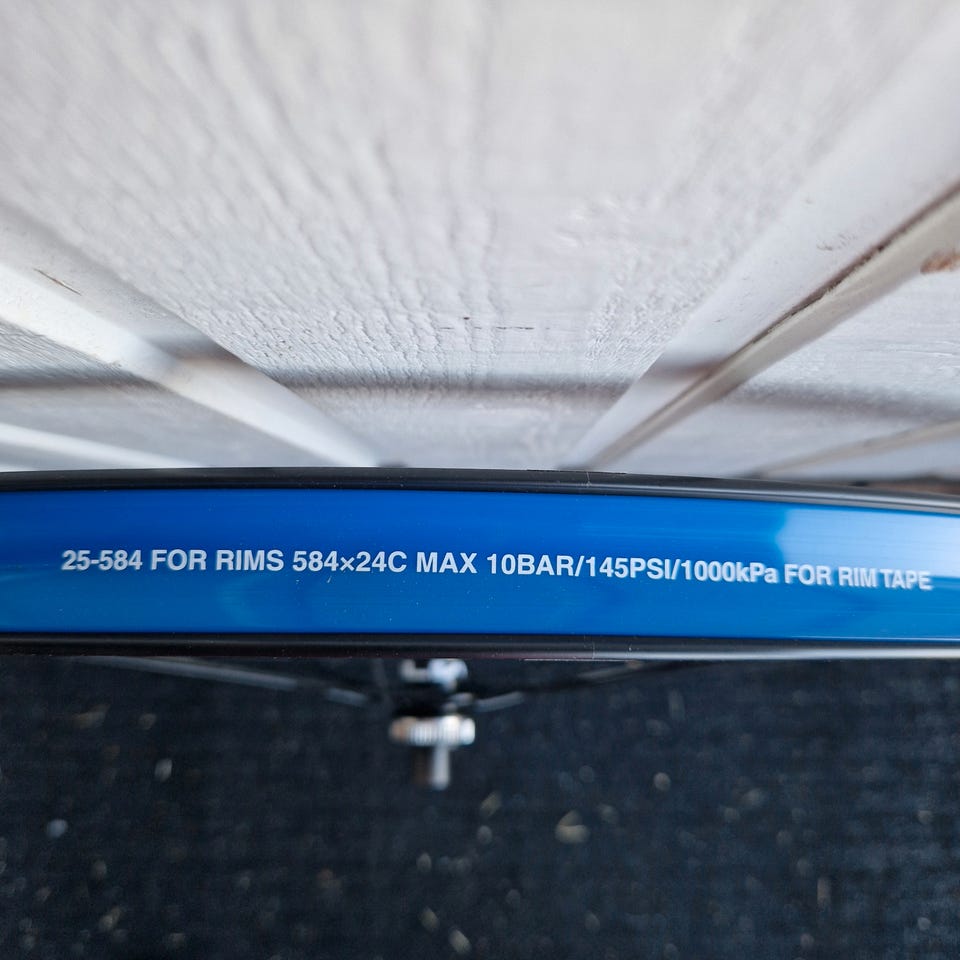 25-584 FOR RIMS 584×24C MAX 10BAR/145PSI/1000kPa FOR RIM TAPE